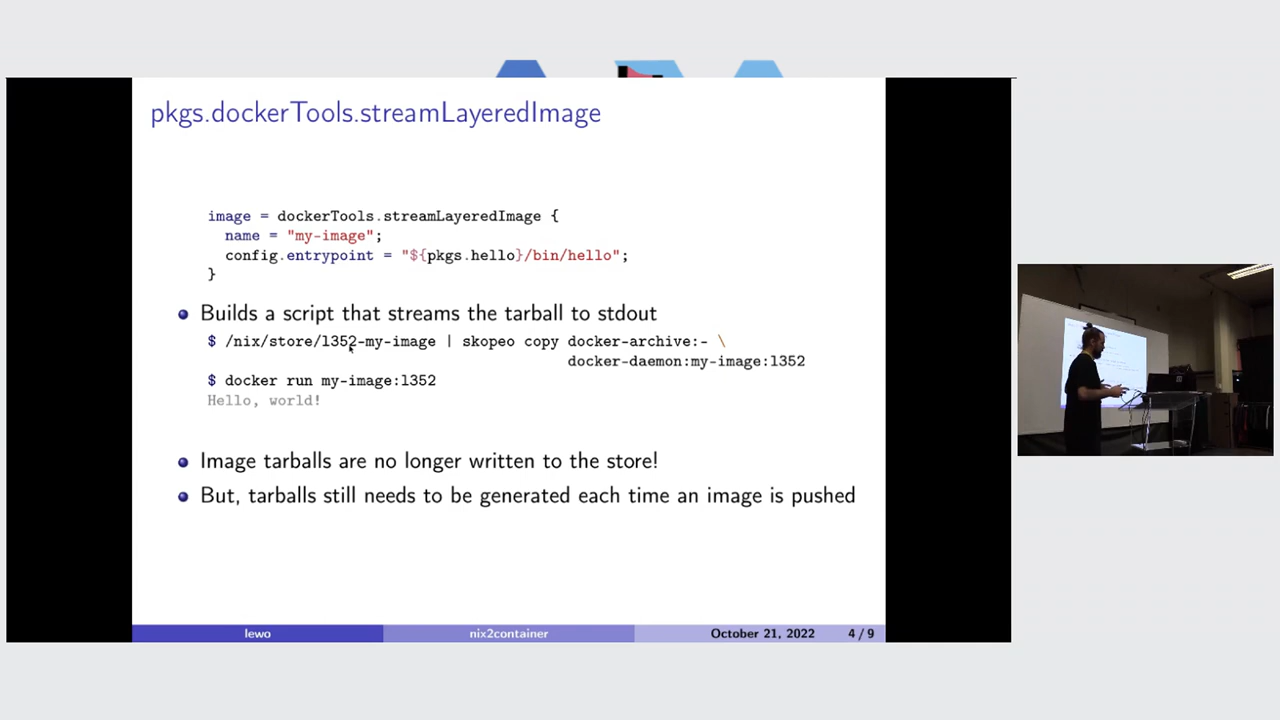 pkgs.dockerTools.streamLayeredImage
image = dockerTools.streamLayeredImage {
name = "my-image";
config.entrypoint = "${pkgs.hello}/bin/hello";
}
Builds a script that streams the tarball to stdout
$ /nix/store/l352-my-image | skopeo copy docker-archive:- \
docker-daemon:my-image:l352
$ docker run my-image:l352
Hello, world!
Image tarballs are no longer written to the store!
But, tarballs still needs to be generated each time an image is pushed
lewo nix2container October 21, 2022 4 / 9